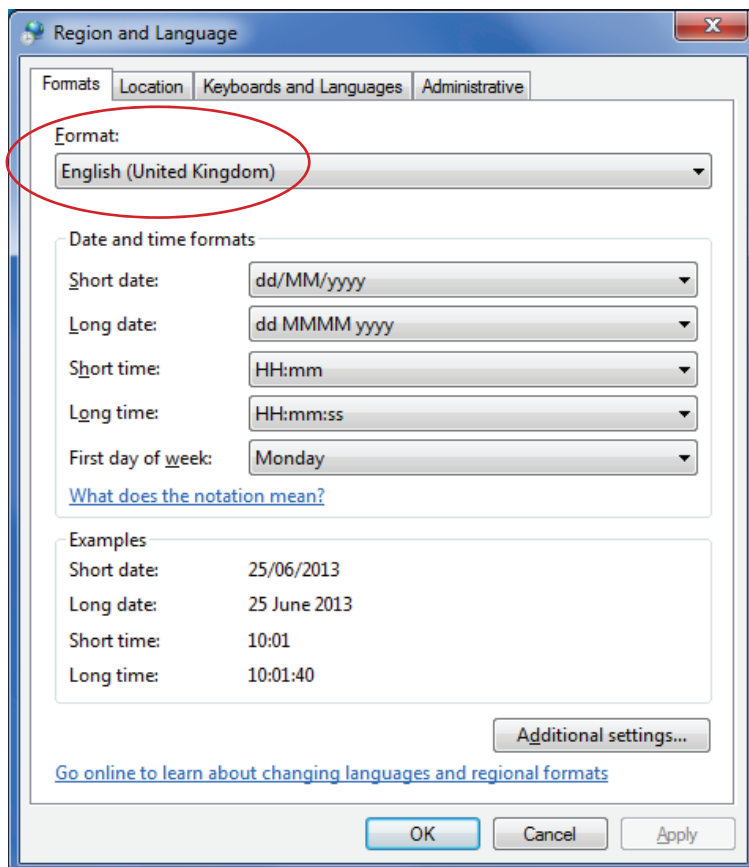 Region and Language
Formats Location Keyboards and Languages Administrative
Format:
English (United Kingdom)
Date and time formats
Short date: dd/MM/yyyy
Long date: dd MMMM yyyy
Short time: HH:mm
Long time: HH:mm:ss
First day of week: Monday
What does the notation mean?
Examples
Short date: 25/06/2013
Long date: 25 June 2013
Short time: 10:01
Long time: 10:01:40
Additional settings...
Go online to learn about changing languages and regional formats
OK Cancel Apply